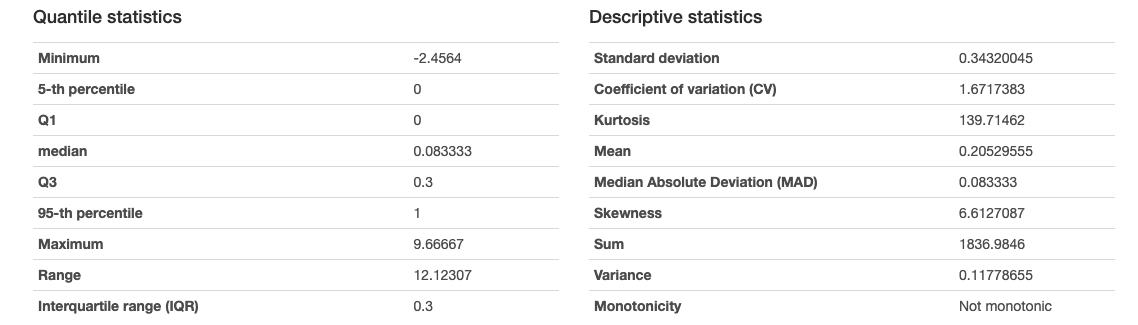 Quantile statistics
Minimum -2.4564
5-th percentile 0
Q1 0
median 0.083333
Q3 0.3
95-th percentile 1
Maximum 9.66667
Range 12.12307
Interquartile range (IQR) 0.3
Descriptive statistics
Standard deviation 0.34320045
Coefficient of variation (CV) 1.6717383
Kurtosis 139.71462
Mean 0.20529555
Median Absolute Deviation (MAD) 0.083333
Skewness 6.6127087
Sum 1836.9846
Variance 0.11778655
Monotonicity Not monotonic